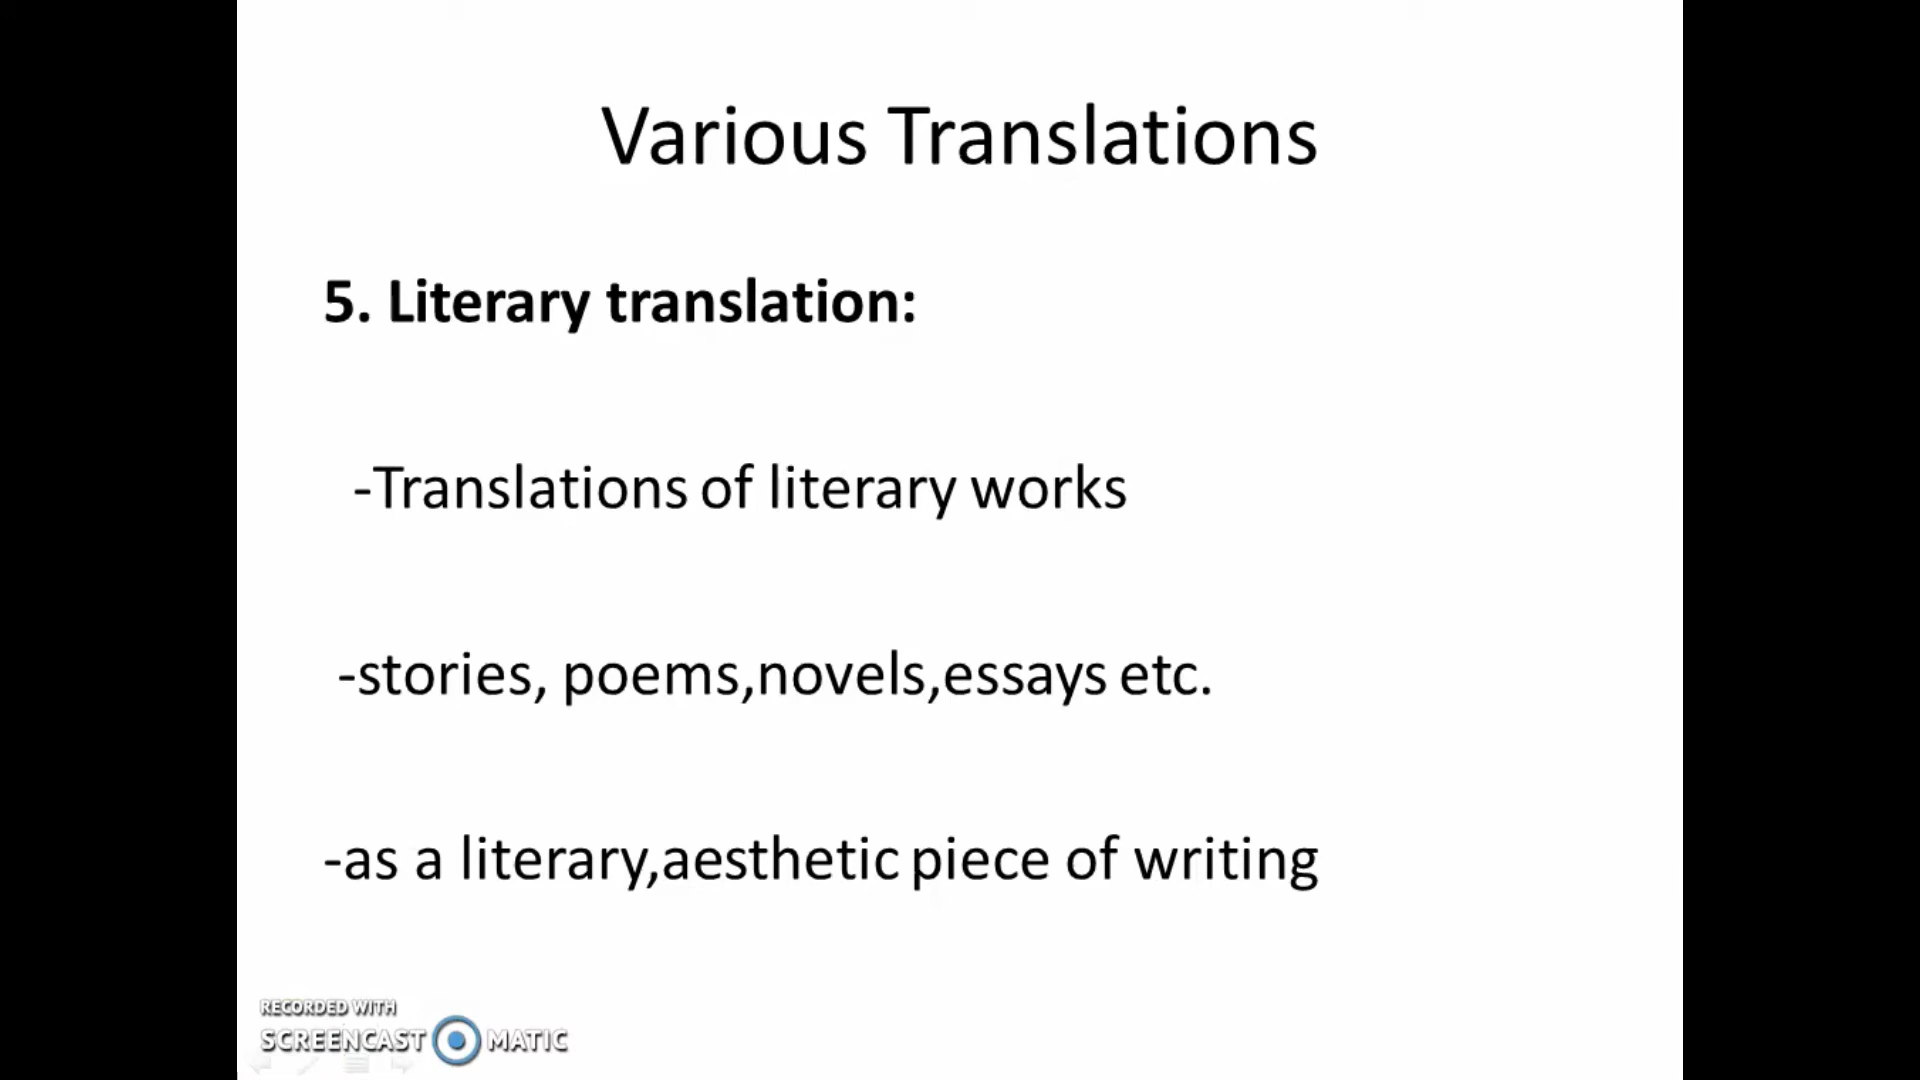 Various Translations
5. Literary translation:
-Translations of literary works
-stories, poems,novels,essays etc.
-as a literary,aesthetic piece of writing
RECORDED WITH
SCREENCAST MATIC